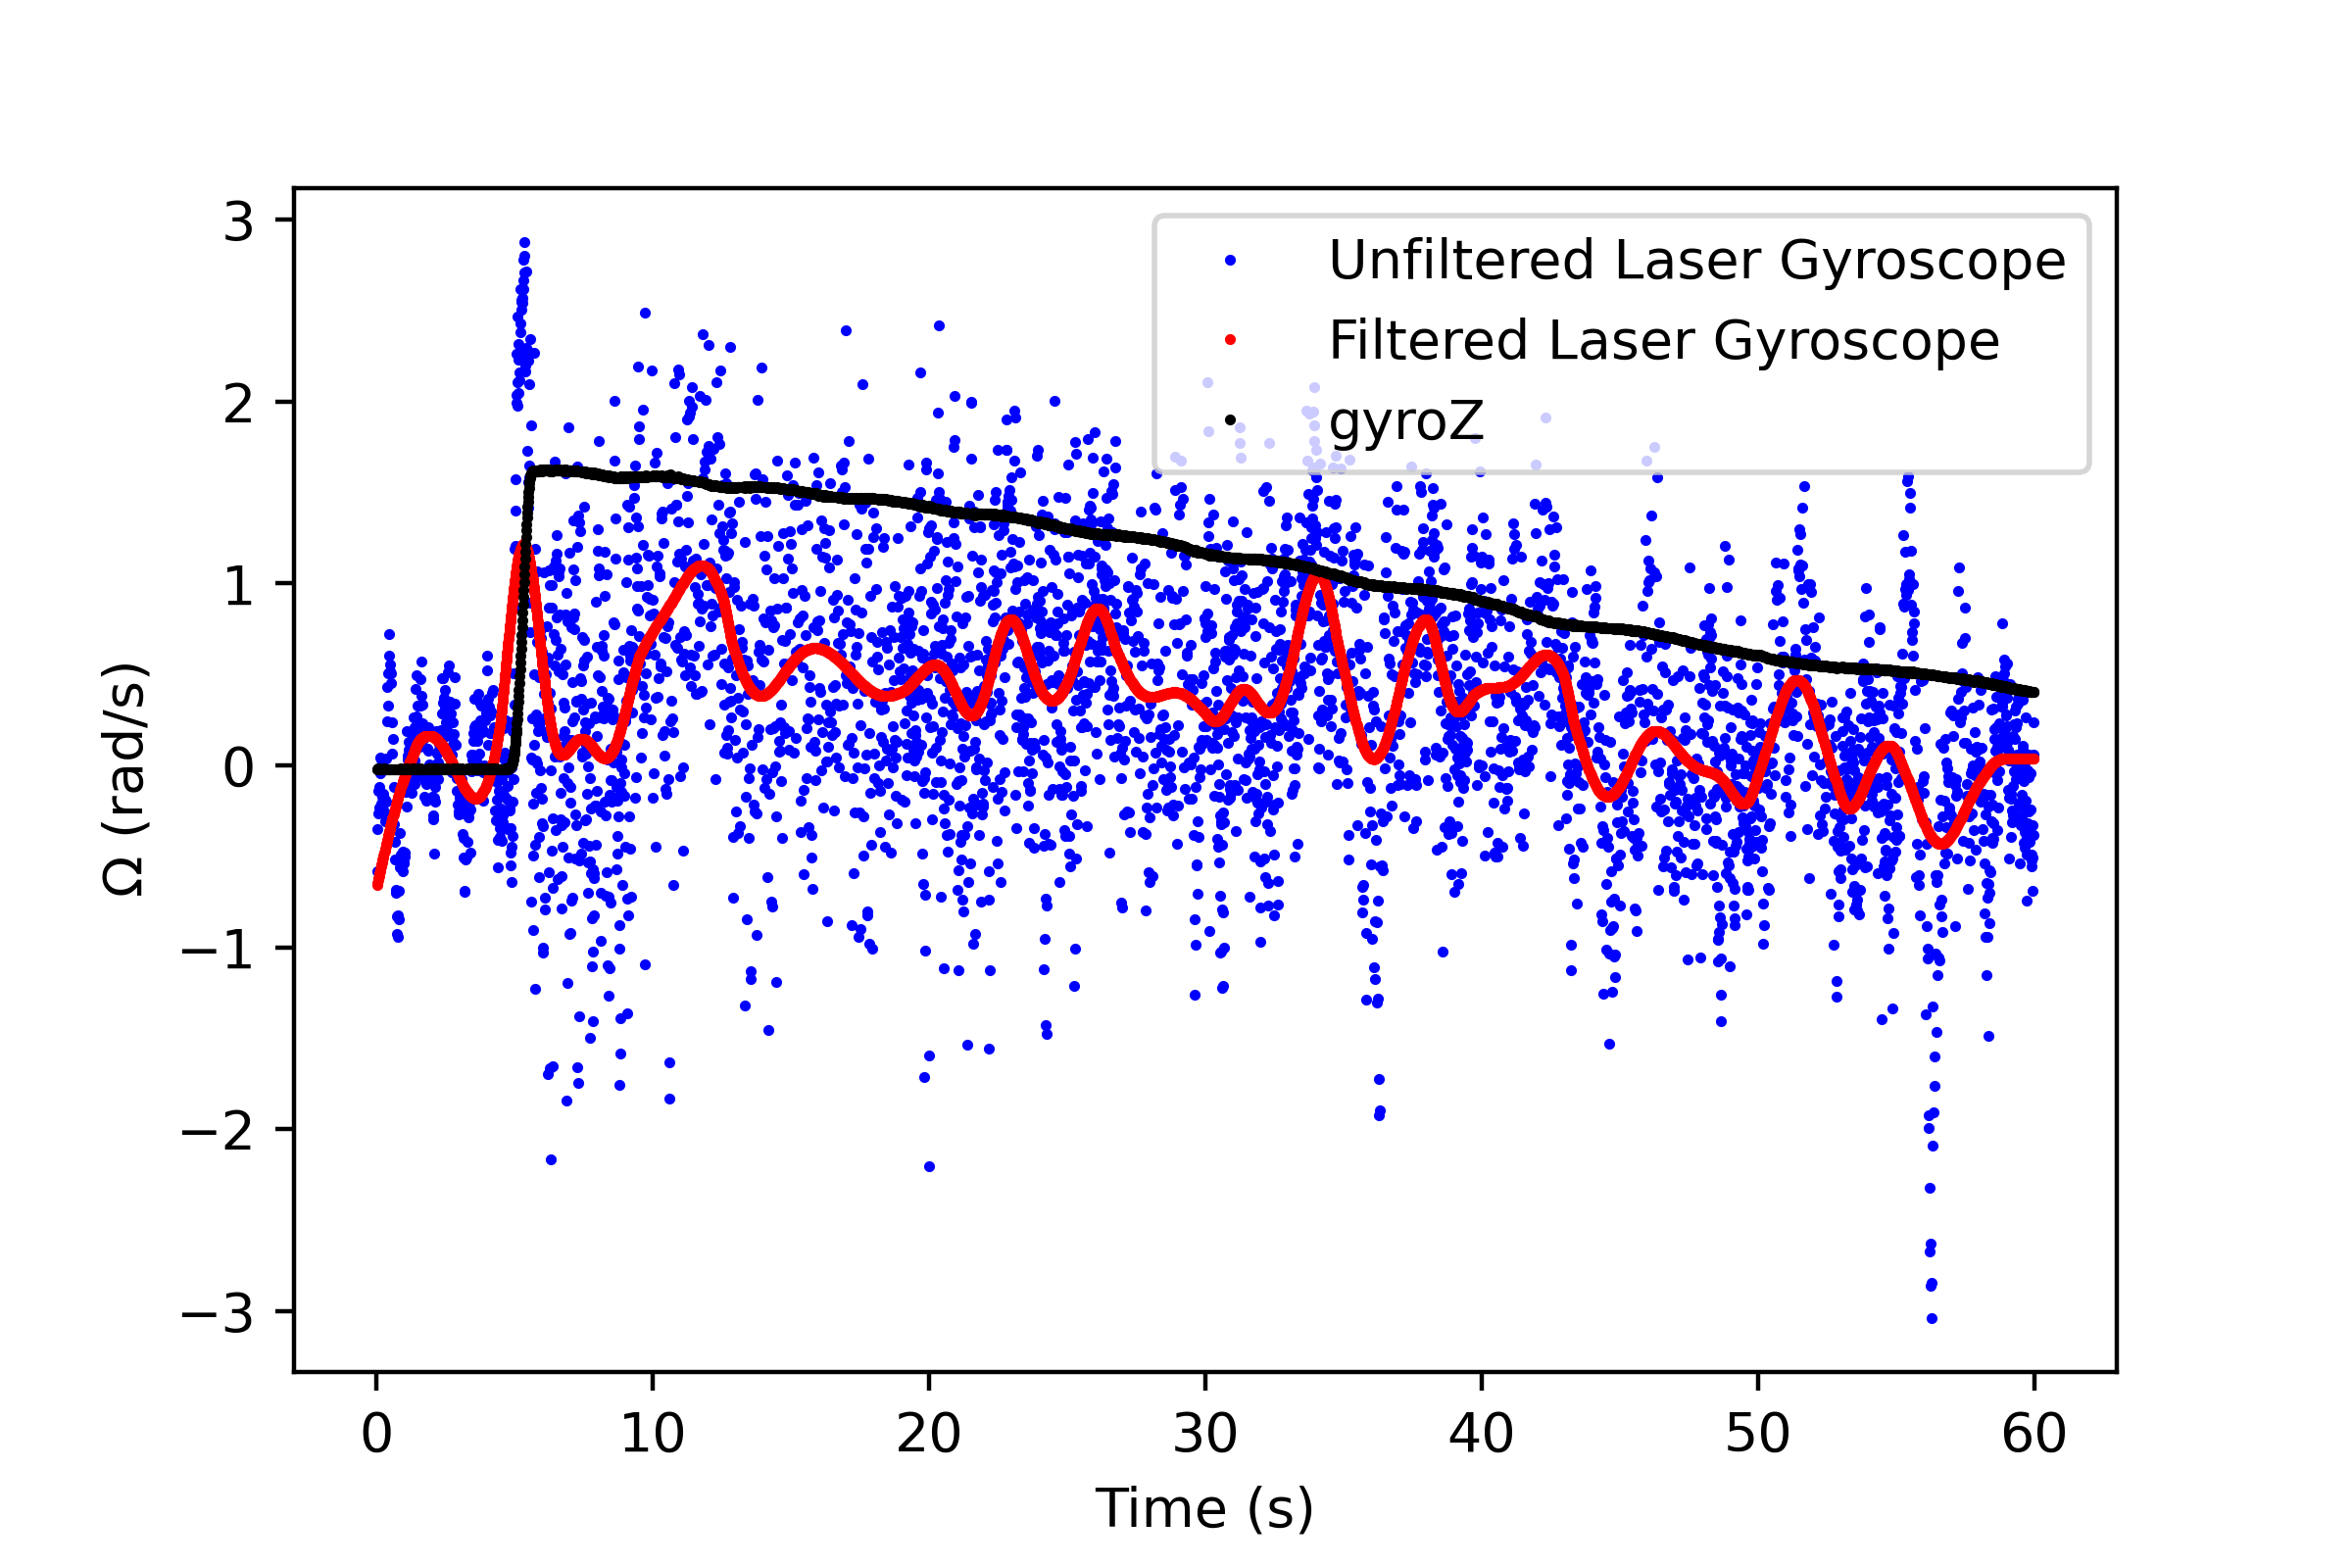 Unfiltered Laser Gyroscope
Filtered Laser Gyroscope
gyroZ
3
2
1
0
−1
−2
−3
Ω (rad/s)
0 10 20 30 40 50 60
Time (s)